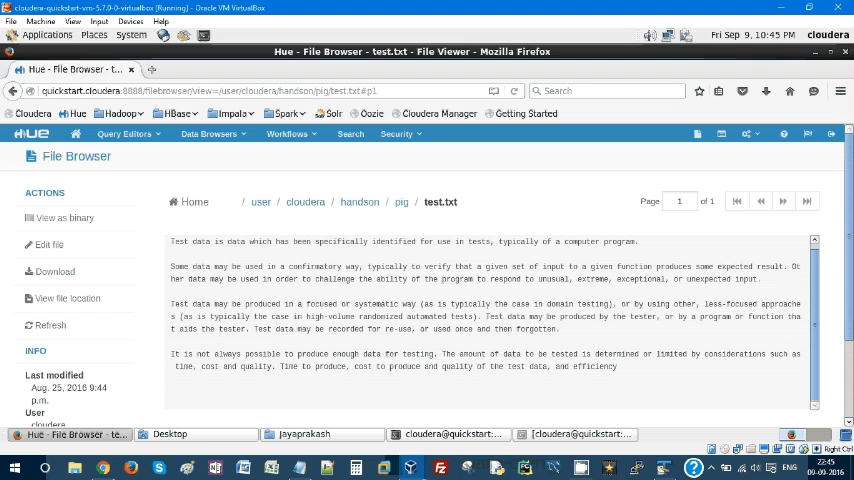 cloudera-quickstart-vm-5.7.0-0-virtualbox [Running] - Oracle VM VirtualBox
File Machine View Input Devices Help
Applications Places System Fri Sep 9, 10:45 PM cloudera
Hue - File Browser - test.txt - File Viewer - Mozilla Firefox
Hue - File Browser - t...
quickstart.cloudera:8888/filebrowser/view=/user/cloudera/handson/pig/test.txt#p1 Search
Cloudera Hue Hadoop HBase Impala Spark Solr Oozie Cloudera Manager Getting Started
HUE Query Editors Data Browsers Workflows Search Security
File Browser
ACTIONS
View as binary
Edit file
Download
View file location
Refresh
INFO
Last modified
Aug. 25, 2016 9:44
p.m.
User
cloudera
Home / user / cloudera / handson / pig / test.txt Page 1 of 1
Test data is data which has been specifically identified for use in tests, typically of a computer program.
Some data may be used in a confirmatory way, typically to verify that a given set of input to a given function produces some expected result. Ot
her data may be used in order to challenge the ability of the program to respond to unusual, extreme, exceptional, or unexpected input.
Test data may be produced in a focused or systematic way (as is typically the case in domain testing), or by using other, less-focused approache
s (as is typically the case in high-volume randomized automated tests). Test data may be produced by the tester, or by a program or function tha
t aids the tester. Test data may be recorded for re-use, or used once and then forgotten.
It is not always possible to produce enough data for testing. The amount of data to be tested is determined or limited by considerations such as
time, cost and quality. Time to produce, cost to produce and quality of the test data, and efficiency
Hue - File Browser - t... Desktop Jayaprakash cloudera@quickstart:... [cloudera@quickstart:...
Right Ctrl
ENG 22:45
09-09-2016